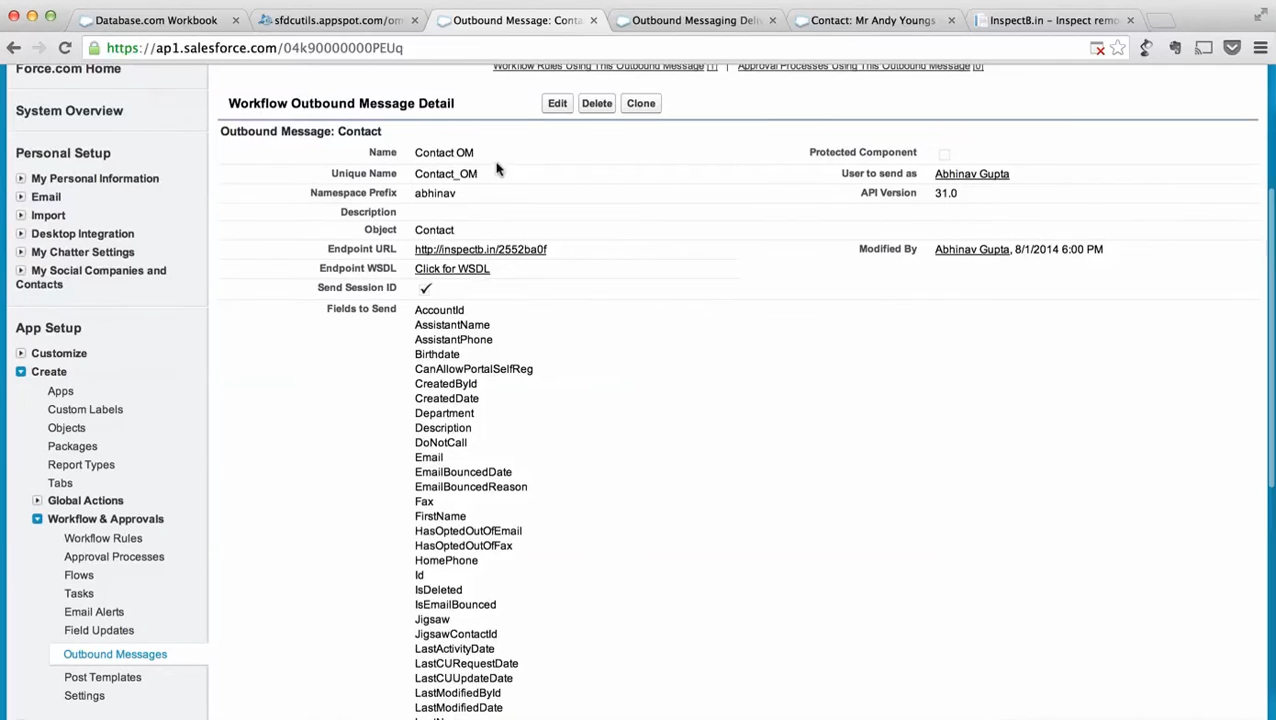 Database.com Workbook
sfdcutils.appspot.com/om
Outbound Message: Conta
Outbound Messaging Deli
Contact: Mr Andy Youngs
InspectB.in – Inspect remo
https://ap1.salesforce.com/04k90000000PEUq
Force.com Home
Workflow Rules Using This Outbound Message [1] | Approval Processes Using This Outbound Message [0]
System Overview
Personal Setup
My Personal Information
Email
Import
Desktop Integration
My Chatter Settings
My Social Companies and
Contacts
App Setup
Customize
Create
Apps
Custom Labels
Objects
Packages
Report Types
Tabs
Global Actions
Workflow & Approvals
Workflow Rules
Approval Processes
Flows
Tasks
Email Alerts
Field Updates
Outbound Messages
Post Templates
Settings
Workflow Outbound Message Detail
Edit Delete Clone
Outbound Message: Contact
Name Contact OM Protected Component
Unique Name Contact_OM User to send as Abhinav Gupta
Namespace Prefix abhinav API Version 31.0
Description
Object Contact
Endpoint URL http://inspectb.in/2552ba0f Modified By Abhinav Gupta, 8/1/2014 6:00 PM
Endpoint WSDL Click for WSDL
Send Session ID
Fields to Send AccountId
AssistantName
AssistantPhone
Birthdate
CanAllowPortalSelfReg
CreatedById
CreatedDate
Department
Description
DoNotCall
Email
EmailBouncedDate
EmailBouncedReason
Fax
FirstName
HasOptedOutOfEmail
HasOptedOutOfFax
HomePhone
Id
IsDeleted
IsEmailBounced
Jigsaw
JigsawContactId
LastActivityDate
LastCURequestDate
LastCUUpdateDate
LastModifiedById
LastModifiedDate